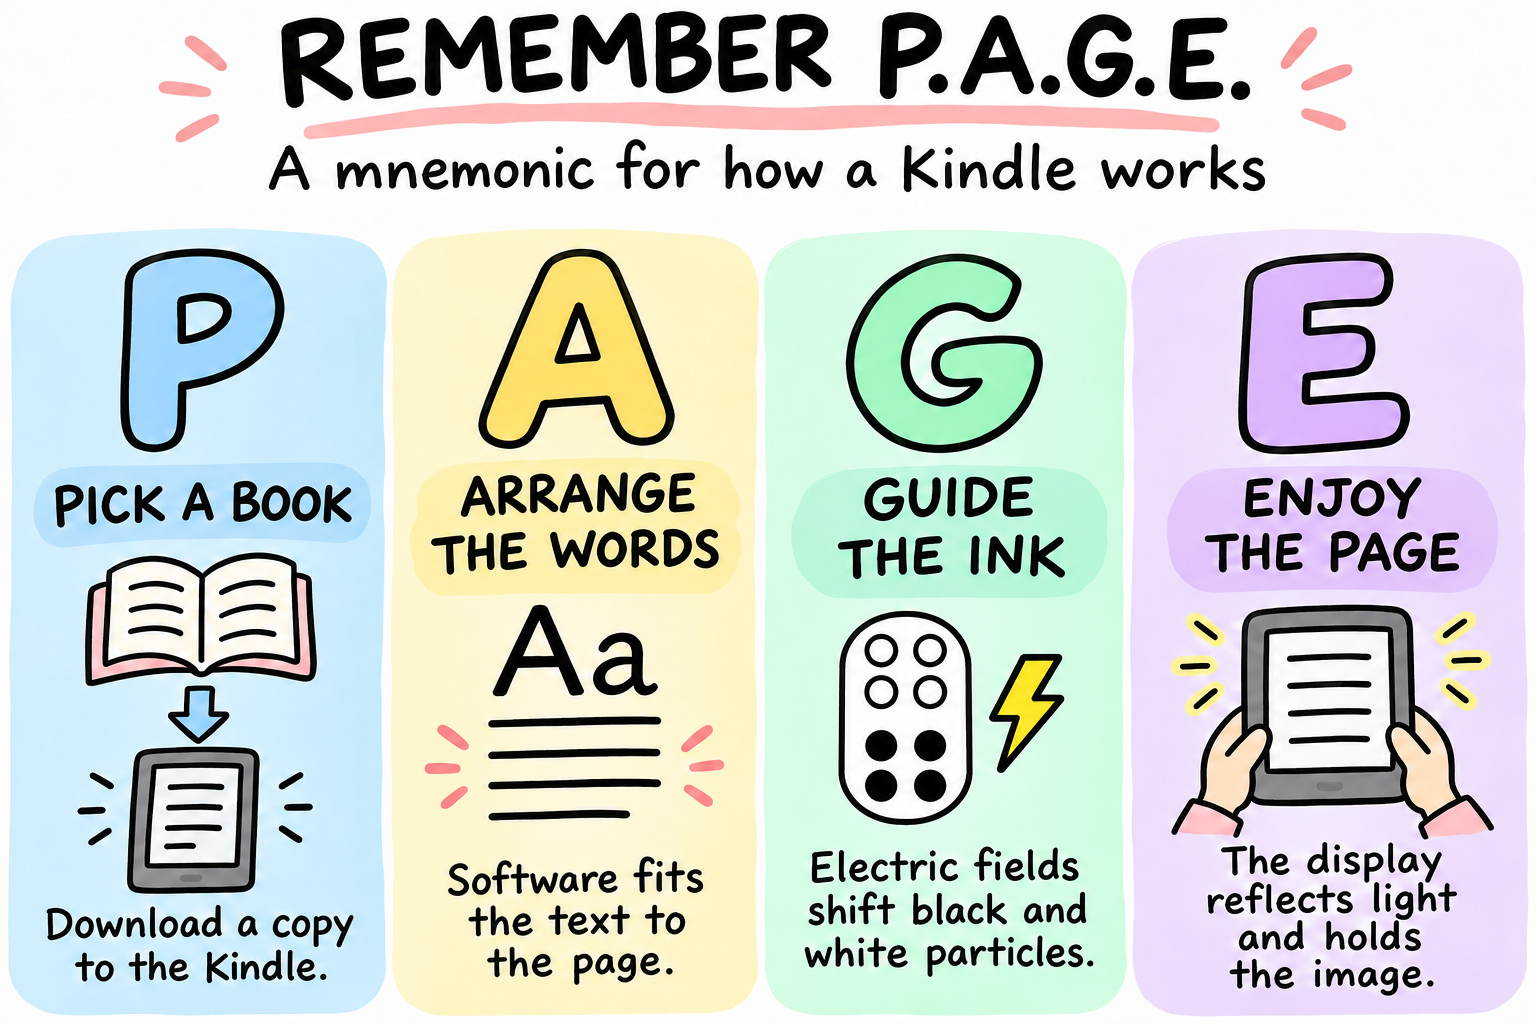 REMEMBER P.A.G.E.
A mnemonic for how a Kindle works
P
PICK A BOOK
Download a copy
to the Kindle.
A
ARRANGE
THE WORDS
Aa
Software fits
the text to
the page.
G
GUIDE
THE INK
Electric fields
shift black and
white particles.
E
ENJOY
THE PAGE
The display
reflects light
and holds
the image.